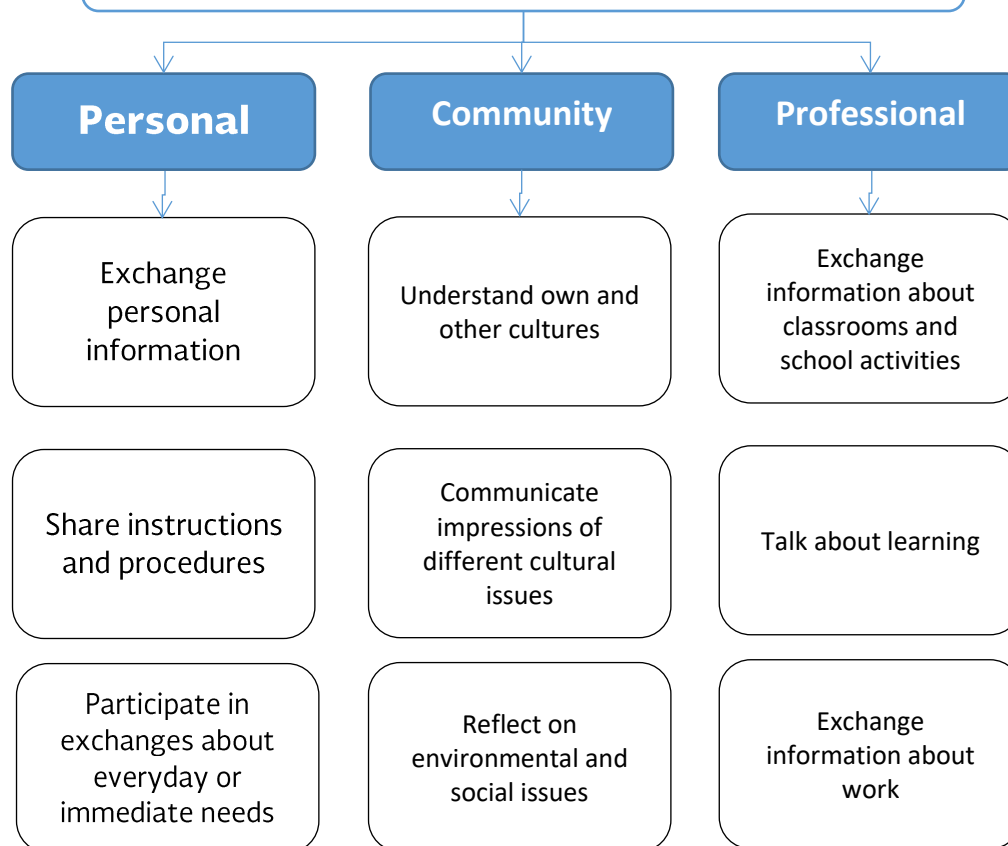 Personal
Community
Professional
Exchange
personal
information
Understand own and
other cultures
Exchange
information about
classrooms and
school activities
Share instructions
and procedures
Communicate
impressions of
different cultural
issues
Talk about learning
Participate in
exchanges about
everyday or
immediate needs
Reflect on
environmental and
social issues
Exchange
information about
work